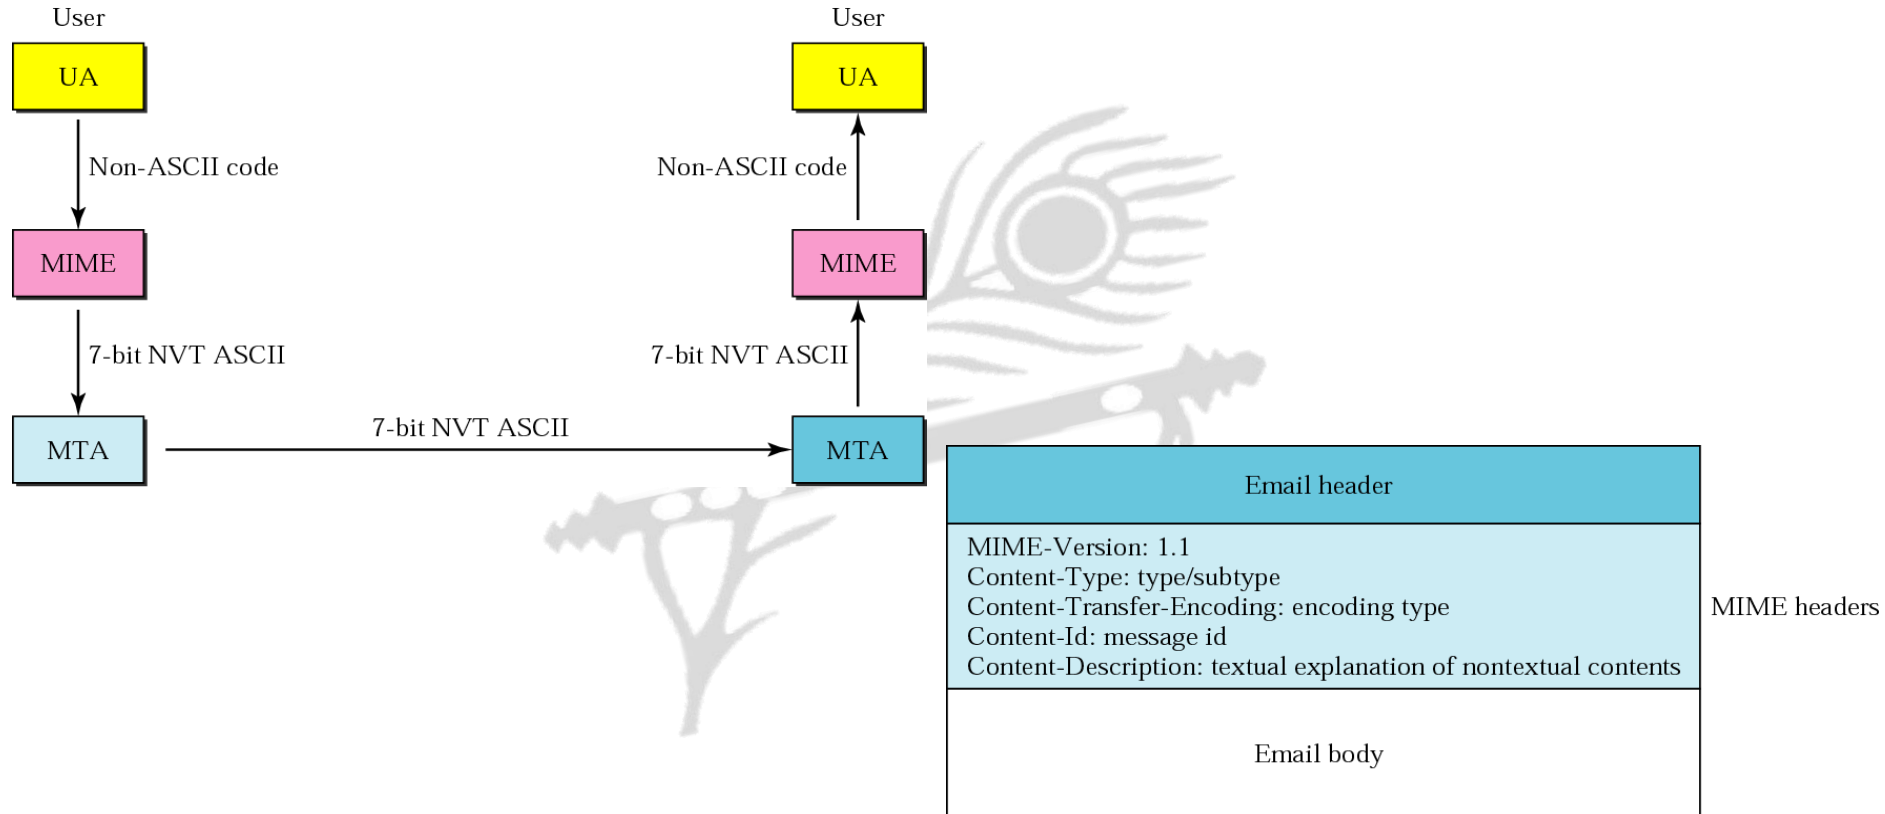 User
UA
Non-ASCII code
MIME
7-bit NVT ASCII
MTA
7-bit NVT ASCII
User
UA
Non-ASCII code
MIME
7-bit NVT ASCII
MTA
Email header
MIME-Version: 1.1
Content-Type: type/subtype
Content-Transfer-Encoding: encoding type
Content-Id: message id
Content-Description: textual explanation of nontextual contents
MIME headers
Email body